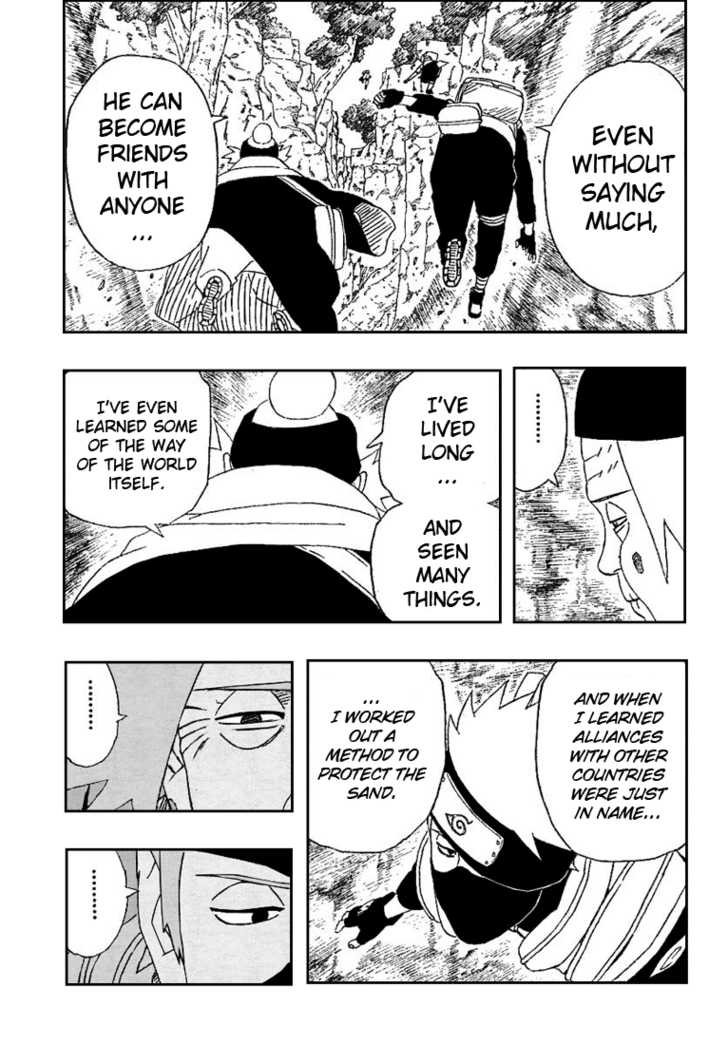 EVEN
WITHOUT
SAYING
MUCH,
HE CAN
BECOME
FRIENDS
WITH
ANYONE
...
.........
I'VE
LIVED
LONG
...
AND
SEEN
MANY
THINGS.
I'VE EVEN
LEARNED SOME
OF THE WAY
OF THE WORLD
ITSELF.
AND WHEN
I LEARNED
ALLIANCES
WITH OTHER
COUNTRIES
WERE JUST
IN NAME...
...
I WORKED
OUT A
METHOD TO
PROTECT THE
SAND.
.........
.........